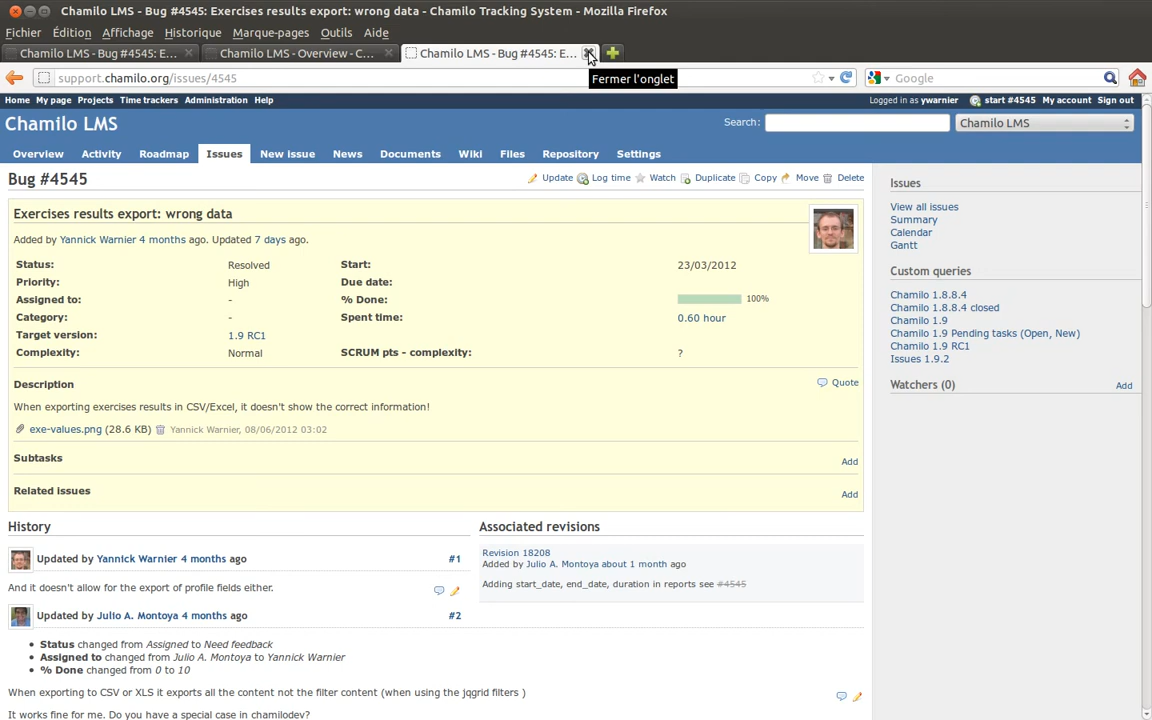 Chamilo LMS - Bug #4545: Exercises results export: wrong data - Chamilo Tracking System - Mozilla Firefox
Fichier Édition Affichage Historique Marque-pages Outils Aide
Chamilo LMS - Bug #4545: E... Chamilo LMS - Overview - C... Chamilo LMS - Bug #4545: E...
support.chamilo.org/issues/4545 Google
Fermer l'onglet
Home My page Projects Time trackers Administration Help Logged in as ywarnier start #4545 My account Sign out
Chamilo LMS Search: Chamilo LMS
Overview Activity Roadmap Issues New issue News Documents Wiki Files Repository Settings
Bug #4545 Update Log time Watch Duplicate Copy Move Delete
Exercises results export: wrong data
Added by Yannick Warnier 4 months ago. Updated 7 days ago.
Status: Resolved Start: 23/03/2012
Priority: High Due date:
Assigned to: - % Done: 100%
Category: - Spent time: 0.60 hour
Target version: 1.9 RC1
Complexity: Normal SCRUM pts - complexity: ?
Description Quote
When exporting exercises results in CSV/Excel, it doesn't show the correct information!
exe-values.png (28.6 KB) Yannick Warnier, 08/06/2012 03:02
Subtasks Add
Related issues Add
History
Updated by Yannick Warnier 4 months ago #1
And it doesn't allow for the export of profile fields either.
Updated by Julio A. Montoya 4 months ago #2
• Status changed from Assigned to Need feedback
• Assigned to changed from Julio A. Montoya to Yannick Warnier
• % Done changed from 0 to 10
When exporting to CSV or XLS it exports all the content not the filter content (when using the jqgrid filters )
It works fine for me. Do you have a special case in chamilodev?
Associated revisions
Revision 18208
Added by Julio A. Montoya about 1 month ago
Adding start_date, end_date, duration in reports see #4545
Issues
View all issues
Summary
Calendar
Gantt
Custom queries
Chamilo 1.8.8.4
Chamilo 1.8.8.4 closed
Chamilo 1.9
Chamilo 1.9 Pending tasks (Open, New)
Chamilo 1.9 RC1
Issues 1.9.2
Watchers (0) Add